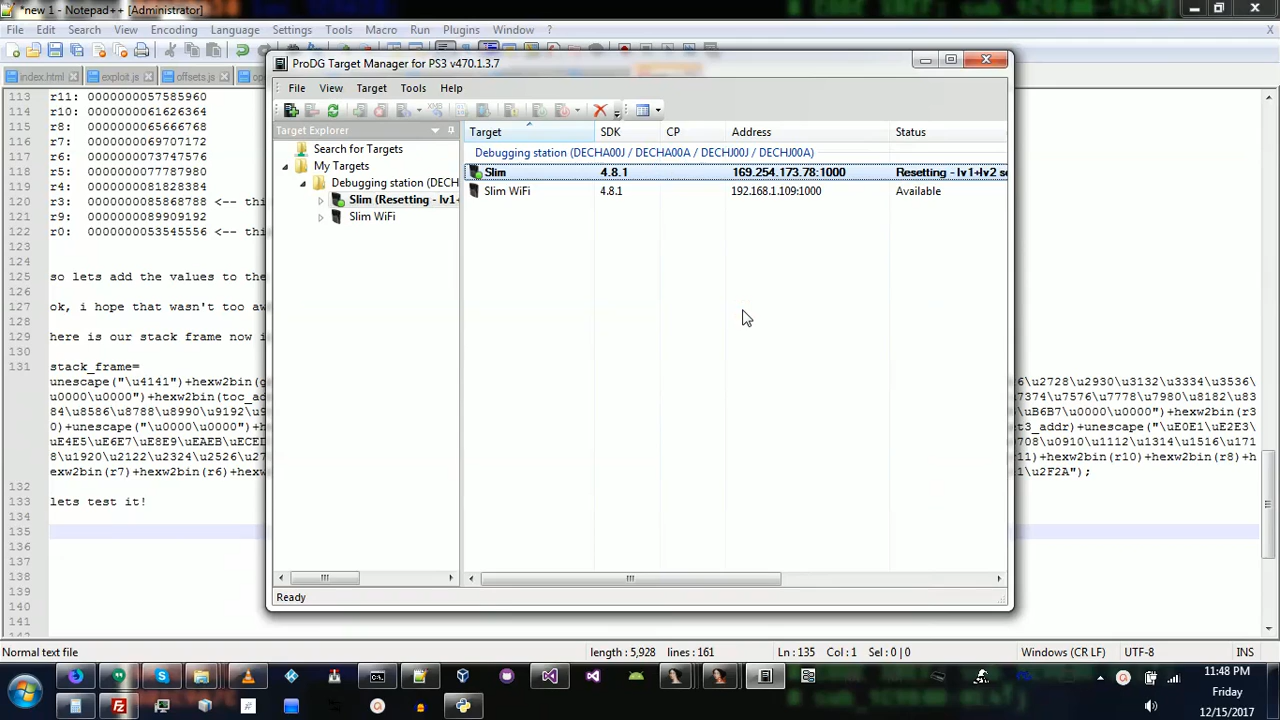 *new 1 - Notepad++ [Administrator]
File Edit Search View Encoding Language Settings Tools Macro Run Plugins Window ?
index.html exploit.js offsets.js
ProDG Target Manager for PS3 v470.1.3.7
File View Target Tools Help
Target Explorer
Search for Targets
My Targets
Debugging station (DECH
Slim (Resetting - lv1+
Slim WiFi
Target SDK CP Address Status
Debugging station (DECHA00J / DECHA00A / DECHJ00J / DECHJ00A)
Slim 4.8.1 169.254.173.78:1000 Resetting - lv1+lv2 se
Slim WiFi 4.8.1 192.168.1.109:1000 Available
Ready
113 r11: 0000000057585960
114 r10: 0000000061626364
115 r8: 0000000065666768
116 r7: 0000000069707172
117 r6: 0000000073747576
118 r5: 0000000077787980
119 r4: 0000000081828384
120 r3: 0000000085868788 <-- thi
121 r9: 0000000089909192
122 r0: 0000000053545556 <-- thi
123
124
125 so lets add the values to the
126
127 ok, i hope that wasn't too aw
128
129 here is our stack frame now i
130
131 stack_frame=
unescape("\u4141")+hexw2bin(g 6\u2728\u2930\u3132\u3334\u3536
\u0000\u0000")+hexw2bin(toc_a 7374\u7576\u7778\u7980\u8182\u83
84\u8586\u8788\u8990\u9192\u9 \uB6B7\u0000\u0000")+hexw2bin(r3
0)+unescape("\u0000\u0000")+h et3_addr)+unescape("\uE0E1\uE2E3
\uE4E5\uE6E7\uE8E9\uEAEB\uECED 708\u0910\u1112\u1314\u1516\u171
8\u1920\u2122\u2324\u2526\u27 11)+hexw2bin(r10)+hexw2bin(r8)+h
exw2bin(r7)+hexw2bin(r6)+hexw 1\u2F2A");
132
133 lets test it!
134
135
136
137
138
139
140
141
Normal text file length : 5,928 lines : 161 Ln : 135 Col : 1 Sel : 0 | 0 Windows (CR LF) UTF-8 INS
11:48 PM
Friday
12/15/2017